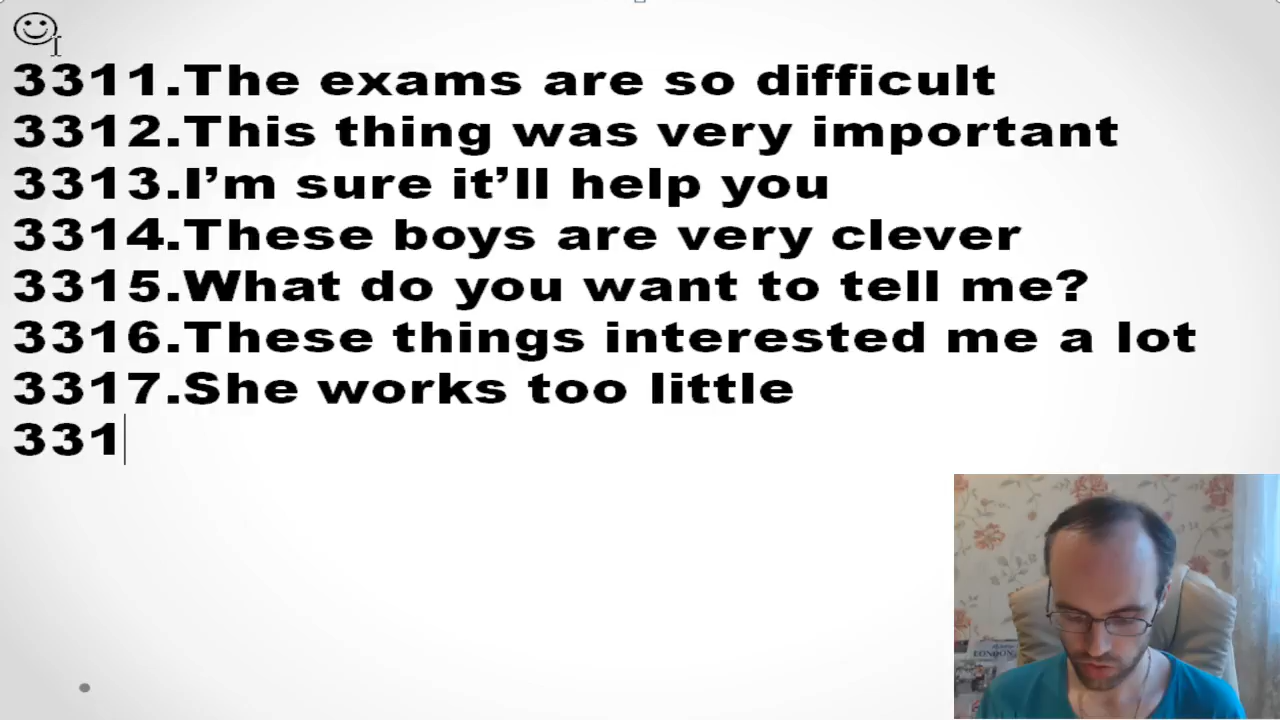 3311.The exams are so difficult
3312.This thing was very important
3313.I’m sure it’ll help you
3314.These boys are very clever
3315.What do you want to tell me?
3316.These things interested me a lot
3317.She works too little
331
LONDON